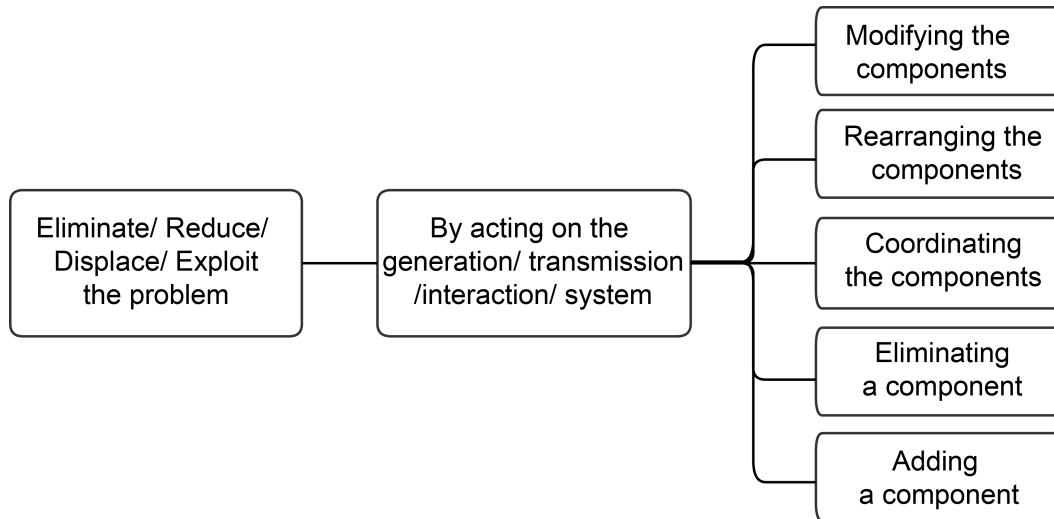 Eliminate/ Reduce/
Displace/ Exploit
the problem
By acting on the
generation/ transmission
/interaction/ system
Modifying the
components
Rearranging the
components
Coordinating
the components
Eliminating
a component
Adding
a component